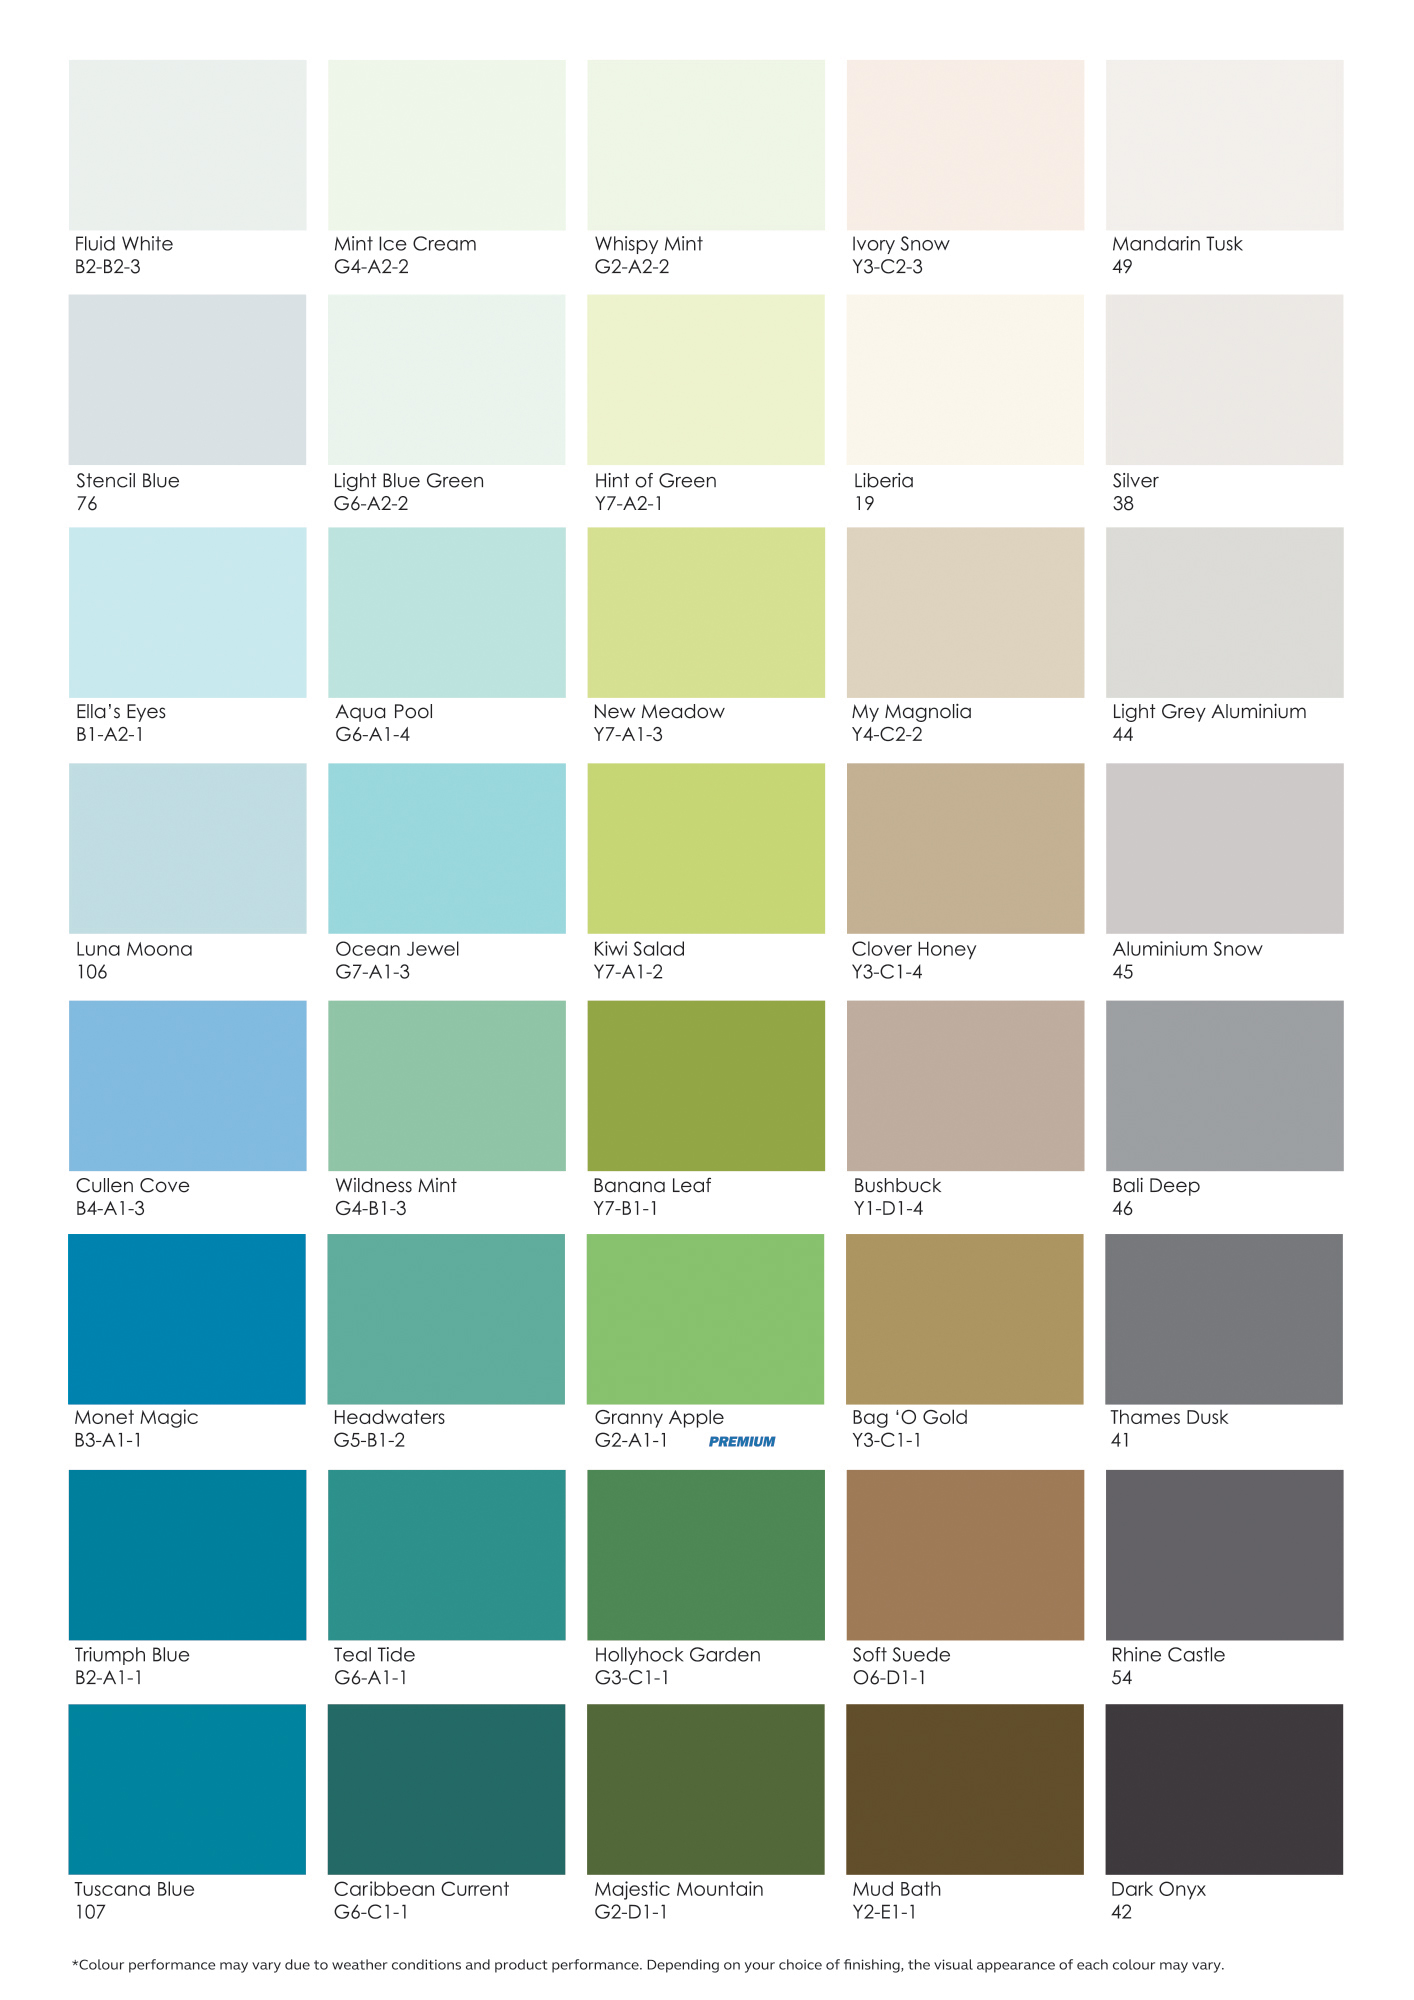 Fluid White
B2-B2-3
Mint Ice Cream
G4-A2-2
Whispy Mint
G2-A2-2
Ivory Snow
Y3-C2-3
Mandarin Tusk
49
Stencil Blue
76
Light Blue Green
G6-A2-2
Hint of Green
Y7-A2-1
Liberia
19
Silver
38
Ella’s Eyes
B1-A2-1
Aqua Pool
G6-A1-4
New Meadow
Y7-A1-3
My Magnolia
Y4-C2-2
Light Grey Aluminium
44
Luna Moona
106
Ocean Jewel
G7-A1-3
Kiwi Salad
Y7-A1-2
Clover Honey
Y3-C1-4
Aluminium Snow
45
Cullen Cove
B4-A1-3
Wildness Mint
G4-B1-3
Banana Leaf
Y7-B1-1
Bushbuck
Y1-D1-4
Bali Deep
46
Monet Magic
B3-A1-1
Headwaters
G5-B1-2
Granny Apple
G2-A1-1 PREMIUM
Bag ‘O Gold
Y3-C1-1
Thames Dusk
41
Triumph Blue
B2-A1-1
Teal Tide
G6-A1-1
Hollyhock Garden
G3-C1-1
Soft Suede
O6-D1-1
Rhine Castle
54
Tuscana Blue
107
Caribbean Current
G6-C1-1
Majestic Mountain
G2-D1-1
Mud Bath
Y2-E1-1
Dark Onyx
42
*Colour performance may vary due to weather conditions and product performance. Depending on your choice of finishing, the visual appearance of each colour may vary.